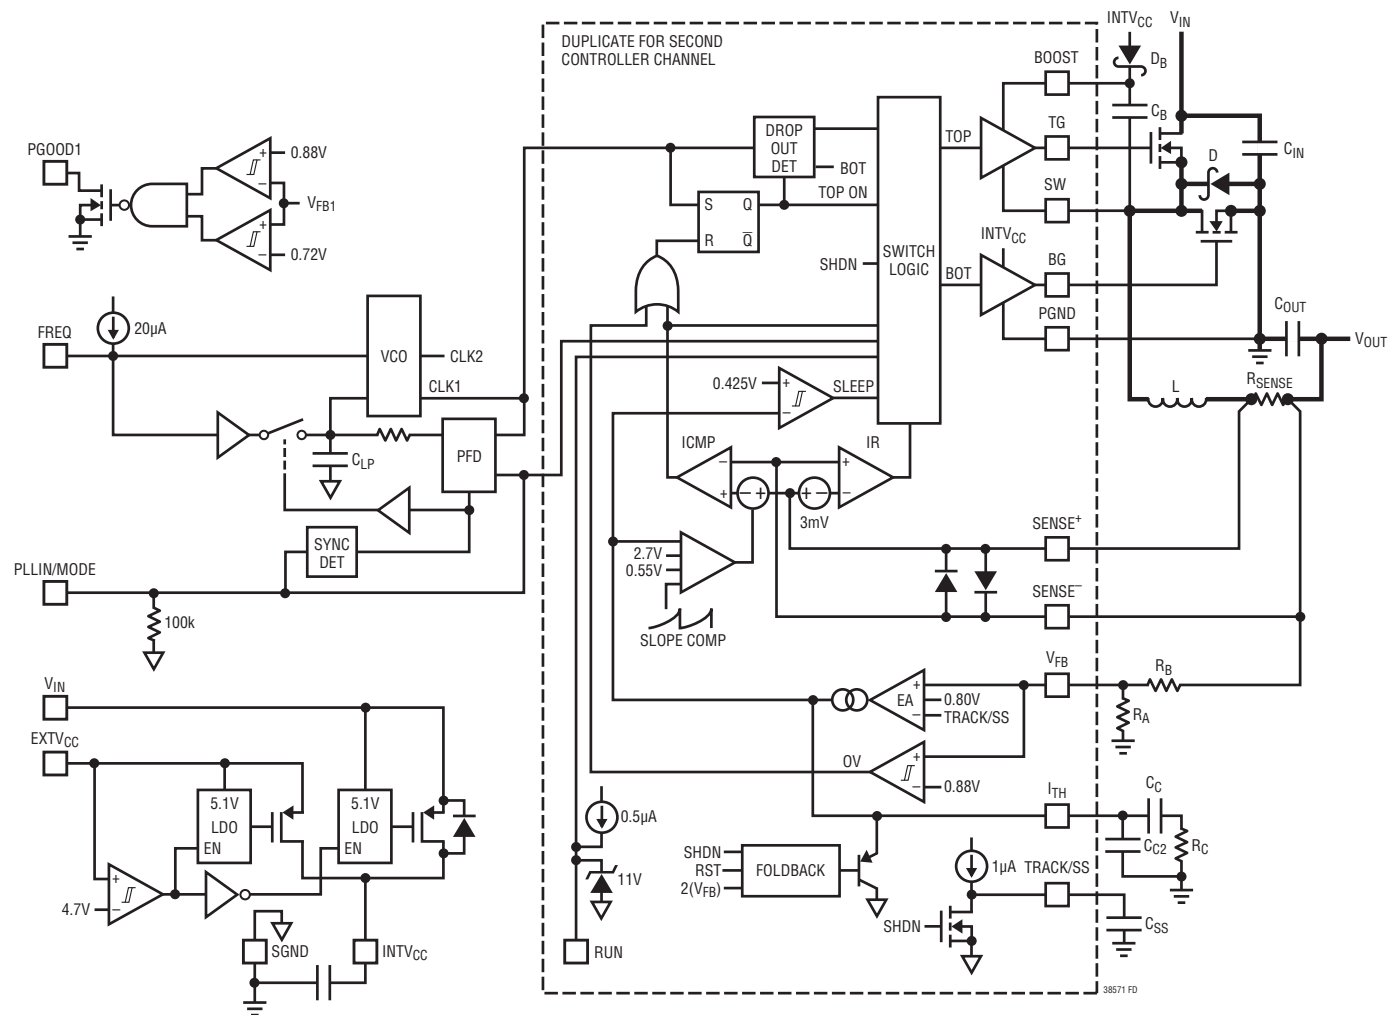 DUPLICATE FOR SECOND
CONTROLLER CHANNEL
INTVCC
VIN
DB
BOOST
CB
TG
CIN
D
SW
INTVCC
BG
PGND
COUT
VOUT
L
RSENSE
PGOOD1
+
0.88V
−
VFB1
+
−
0.72V
DROP
OUT
DET
BOT
TOP ON
S
Q
R
Q
SHDN
SWITCH
LOGIC
TOP
BOT
20µA
FREQ
VCO
CLK2
CLK1
CLP
PFD
SYNC
DET
PLLIN/MODE
100k
0.425V
+
−
SLEEP
ICMP
−
+
− +
+ −
3mV
IR
+
−
2.7V
0.55V
SLOPE COMP
SENSE+
SENSE−
VFB
RB
RA
EA
+
−
0.80V
TRACK/SS
OV
+
−
0.88V
ITH
CC
CC2
RC
0.5µA
11V
RUN
SHDN
RST
2(VFB)
FOLDBACK
1µA
TRACK/SS
SHDN
CSS
VIN
EXTVCC
5.1V
LDO
EN
5.1V
LDO
EN
+
−
4.7V
SGND
INTVCC
38571 FD